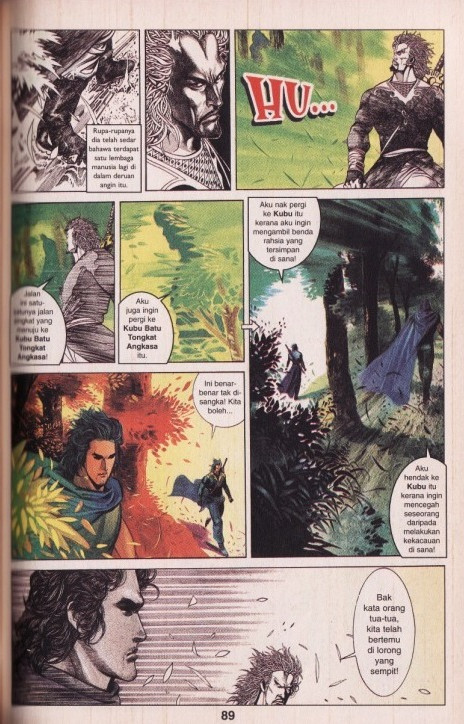 Rupa-rupanya
dia telah sedar
bahawa terdapat
satu lembaga
manusia lagi di
dalam deruan
angin itu.
HU...
Jalan
ini satu-
satunya jalan
singkat yang
menuju ke
Kubu Batu
Tongkat
Angkasa!
Aku
juga ingin
pergi ke
Kubu Batu
Tongkat
Angkasa
itu.
Aku nak pergi
ke Kubu itu
kerana aku ingin
mengambil benda
rahsia yang
tersimpan
di sana!
Aku
hendak ke
Kubu itu
kerana ingin
mencegah
seseorang
daripada
melakukan
kekacauan
di sana!
Ini benar-
benar tak di-
sangka! Kita
boleh...
Bak
kata orang
tua-tua,
kita telah
bertemu
di lorong
yang
sempit!
89